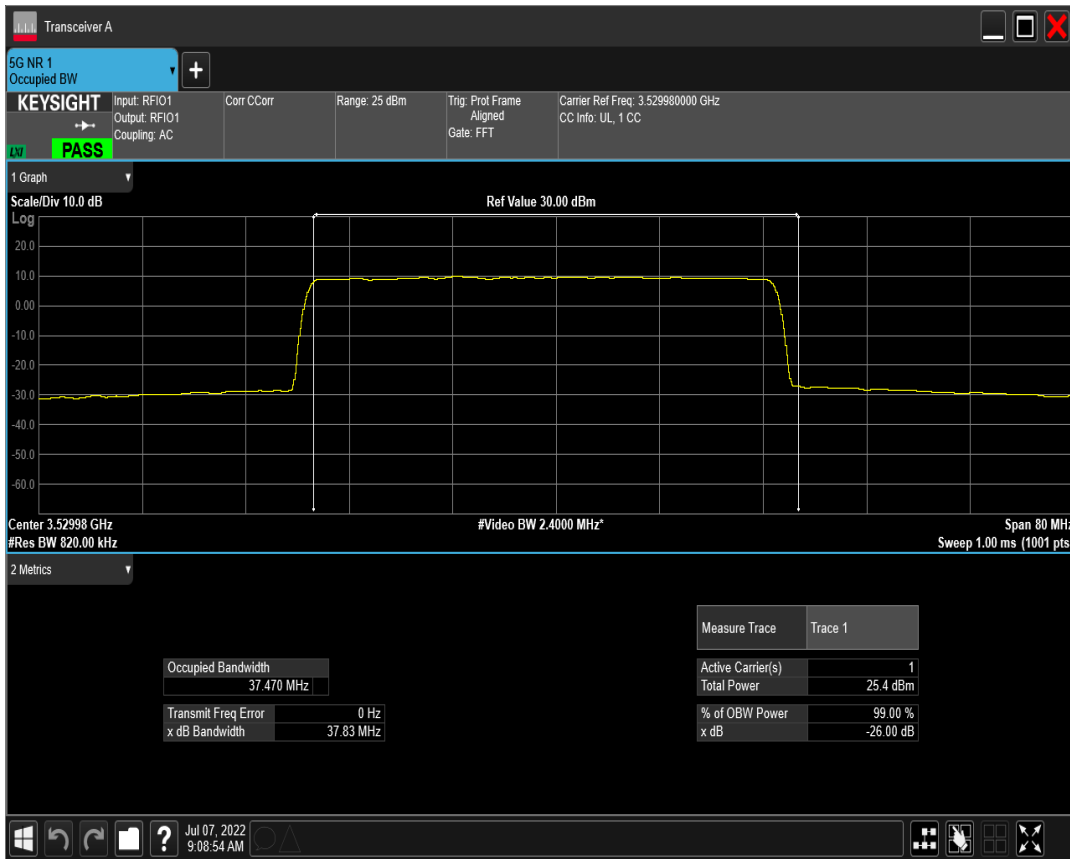 Transceiver A
5G NR 1
Occupied BW
KEYSIGHT
LXI
PASS
Input: RFIO1
Output: RFIO1
Coupling: AC
Corr CCorr
Range: 25 dBm
Trig: Prot Frame
Aligned
Gate: FFT
Carrier Ref Freq: 3.529980000 GHz
CC Info: UL, 1 CC
1 Graph
Scale/Div 10.0 dB
Ref Value 30.00 dBm
Log
20.0
10.0
0.00
-10.0
-20.0
-30.0
-40.0
-50.0
-60.0
Center 3.52998 GHz
#Video BW 2.4000 MHz*
Span 80 MHz
#Res BW 820.00 kHz
Sweep 1.00 ms (1001 pts
2 Metrics
Measure Trace Trace 1
Occupied Bandwidth
37.470 MHz
Active Carrier(s) 1
Total Power 25.4 dBm
Transmit Freq Error 0 Hz
x dB Bandwidth 37.83 MHz
% of OBW Power 99.00 %
x dB -26.00 dB
?
Jul 07, 2022
9:08:54 AM